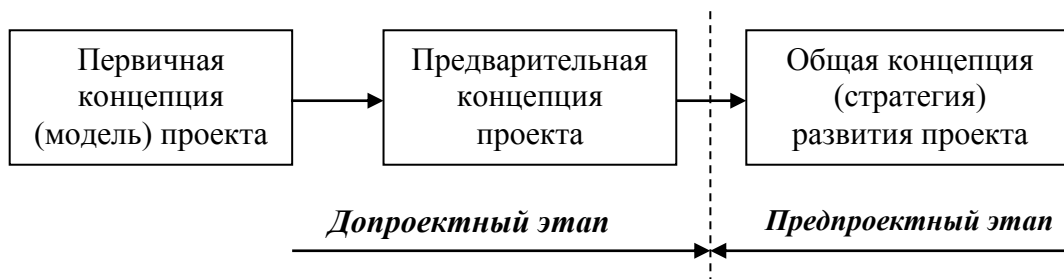 Первичная
концепция
(модель) проекта
Предварительная
концепция
проекта
Общая концепция
(стратегия)
развития проекта
Допроектный этап
Предпроектный этап